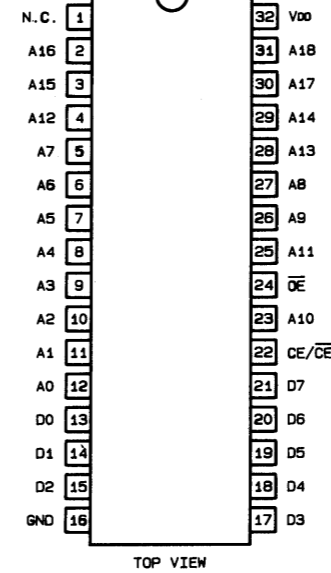 N.C. 1 32 VDD
A16 2 31 A18
A15 3 30 A17
A12 4 29 A14
A7 5 28 A13
A6 6 27 A8
A5 7 26 A9
A4 8 25 A11
A3 9 24 O̅E̅
A2 10 23 A10
A1 11 22 CE/C̅E̅
A0 12 21 D7
D0 13 20 D6
D1 14 19 D5
D2 15 18 D4
GND 16 17 D3
TOP VIEW